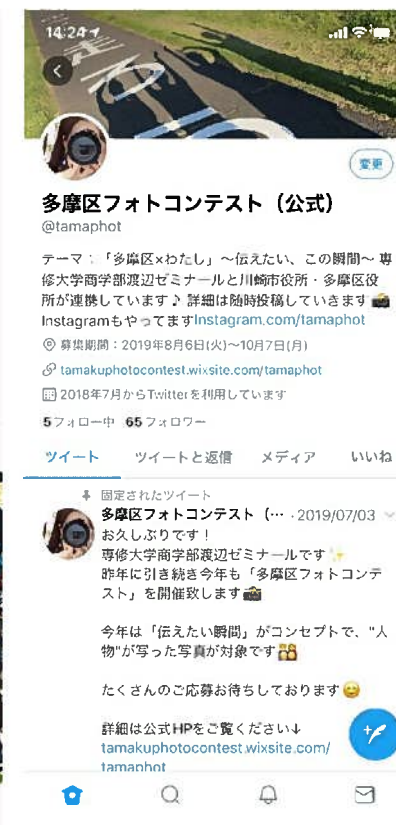 14:24
変更
多摩区フォトコンテスト（公式）
@tamaphot
テーマ：「多摩区×わたし」～伝えたい、この瞬間～ 専
修大学商学部渡辺ゼミナールと川崎市役所・多摩区役
所が連携しています♪ 詳細は随時投稿していきます📸
InstagramもやってますInstagram.com/tamaphot
募集期間：2019年8月6日(火)～10月7日(月)
tamakuphotocontest.wixsite.com/tamaphot
2018年7月からTwitterを利用しています
5フォロー中 65フォロワー
ツイート ツイートと返信 メディア いいね
固定されたツイート
多摩区フォトコンテスト（… · 2019/07/03
お久しぶりです！
専修大学商学部渡辺ゼミナールです✨
昨年に引き続き今年も「多摩区フォトコンテ
スト」を開催致します📸
今年は「伝えたい瞬間」がコンセプトで、"人
物"が写った写真が対象です👨‍👩‍👧‍👦
たくさんのご応募お待ちしております😊
詳細は公式HPをご覧ください↓
tamakuphotocontest.wixsite.com/
tamaphot